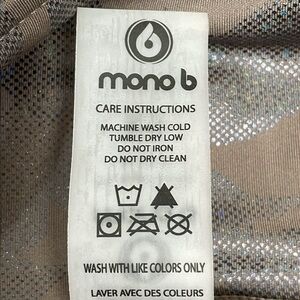 mono b
CARE INSTRUCTIONS
MACHINE WASH COLD
TUMBLE DRY LOW
DO NOT IRON
DO NOT DRY CLEAN
WASH WITH LIKE COLORS ONLY
LAVER AVEC DES COULEURS